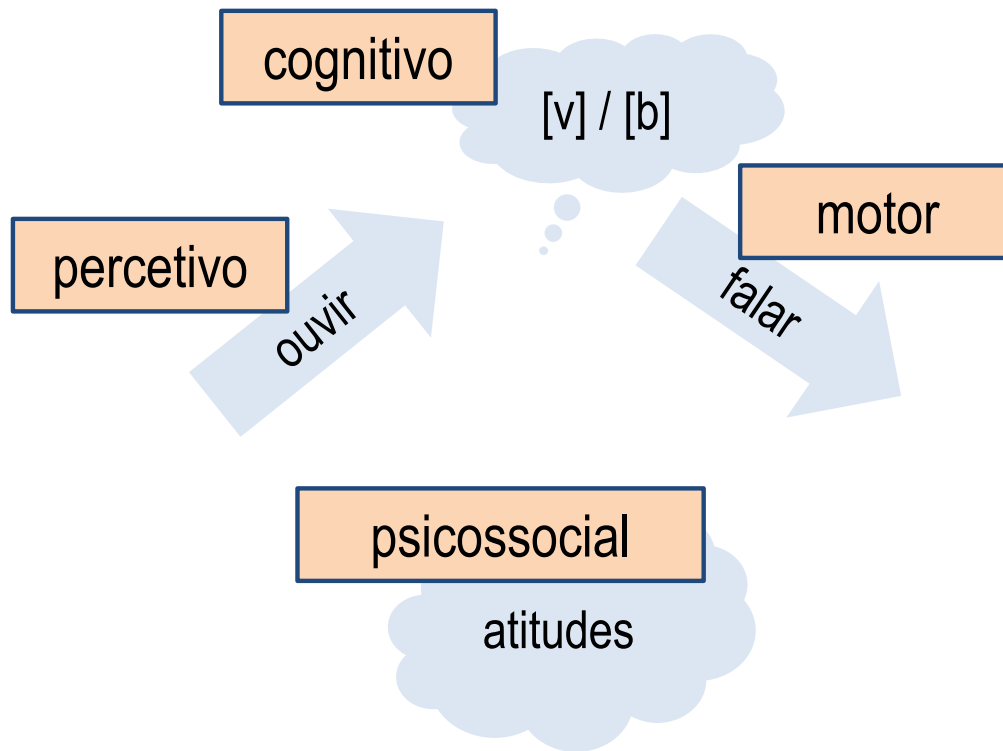 cognitivo
[v] / [b]
motor
percetivo
ouvir
falar
psicossocial
atitudes